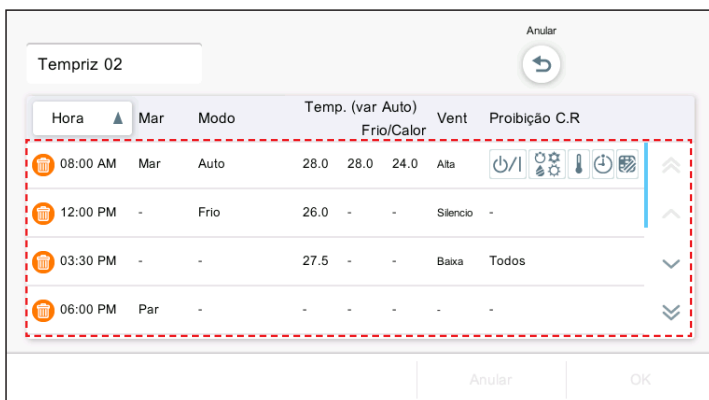 Anular
Tempriz 02
Hora Mar Modo Temp. (var Auto) Frio/Calor Vent Proibição C.R
08:00 AM Mar Auto 28.0 28.0 24.0 Alta
12:00 PM - Frio 26.0 - - Silencio -
03:30 PM - - 27.5 - - Baixa Todos
06:00 PM Par - - - - - -
Anular OK